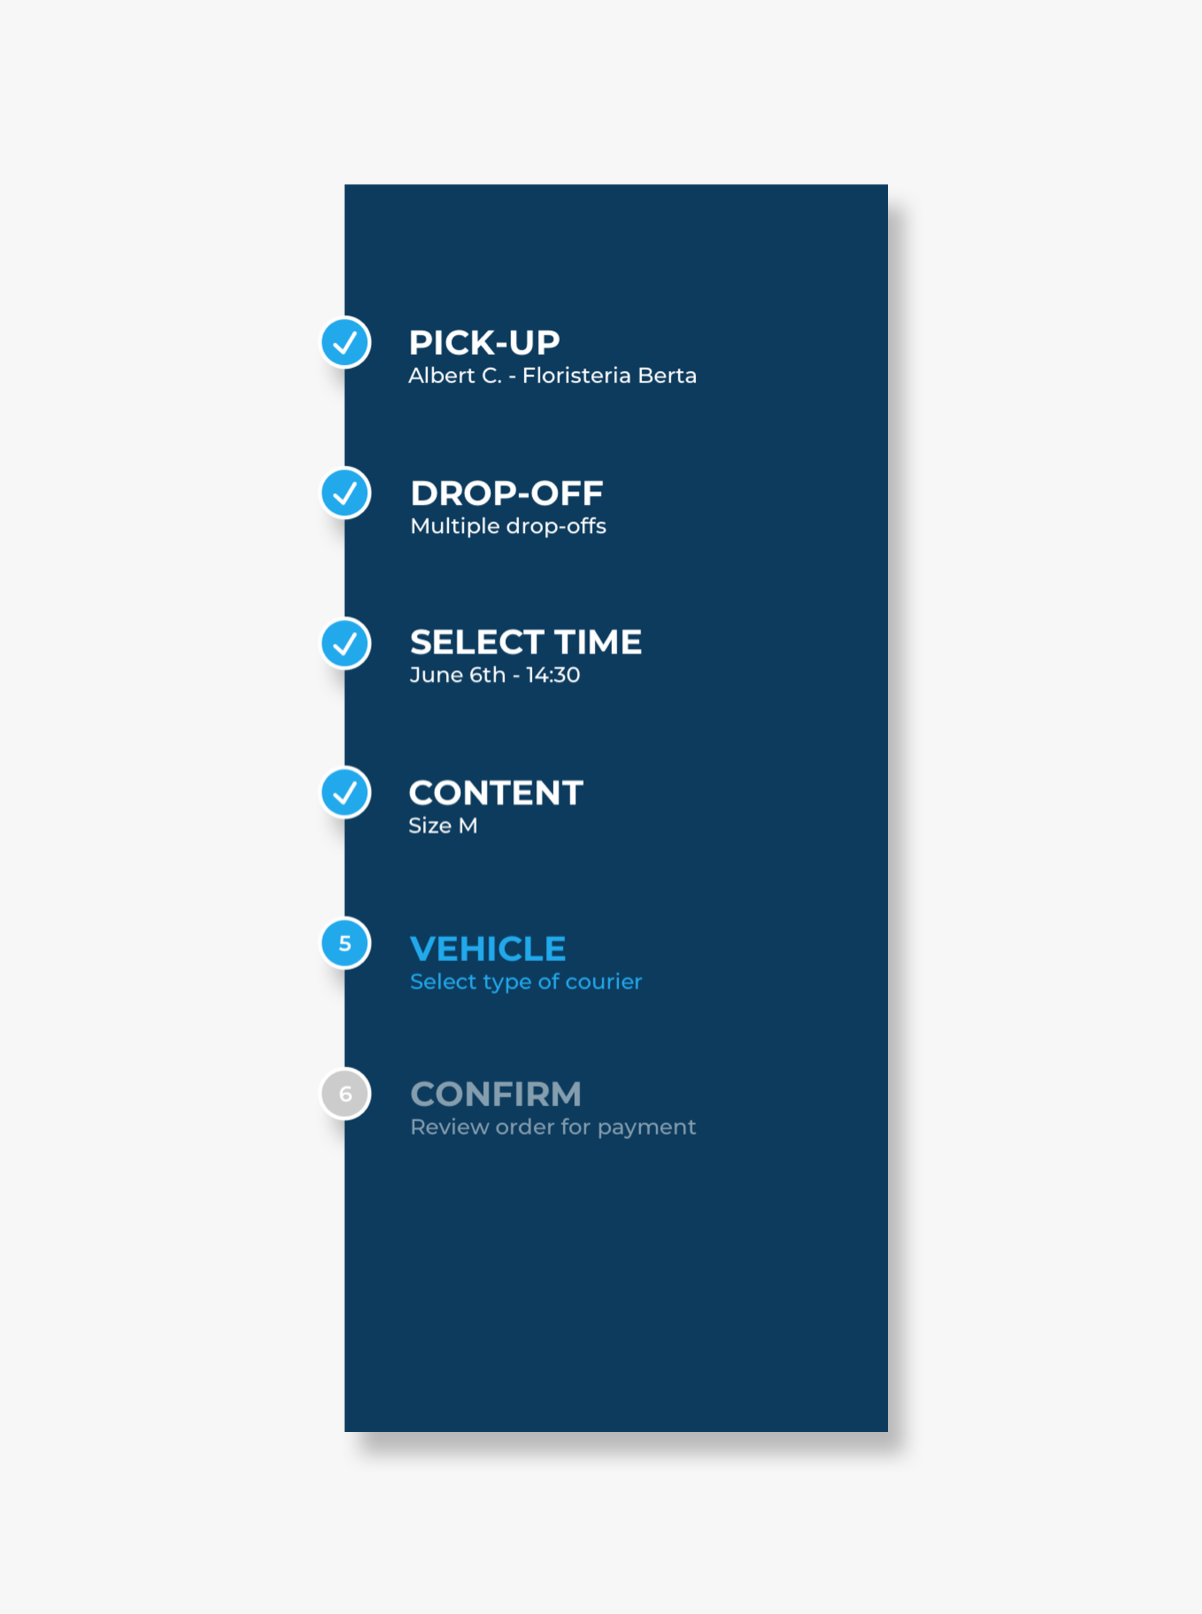 PICK-UP
Albert C. - Floristeria Berta
DROP-OFF
Multiple drop-offs
SELECT TIME
June 6th - 14:30
CONTENT
Size M
5
VEHICLE
Select type of courier
6
CONFIRM
Review order for payment